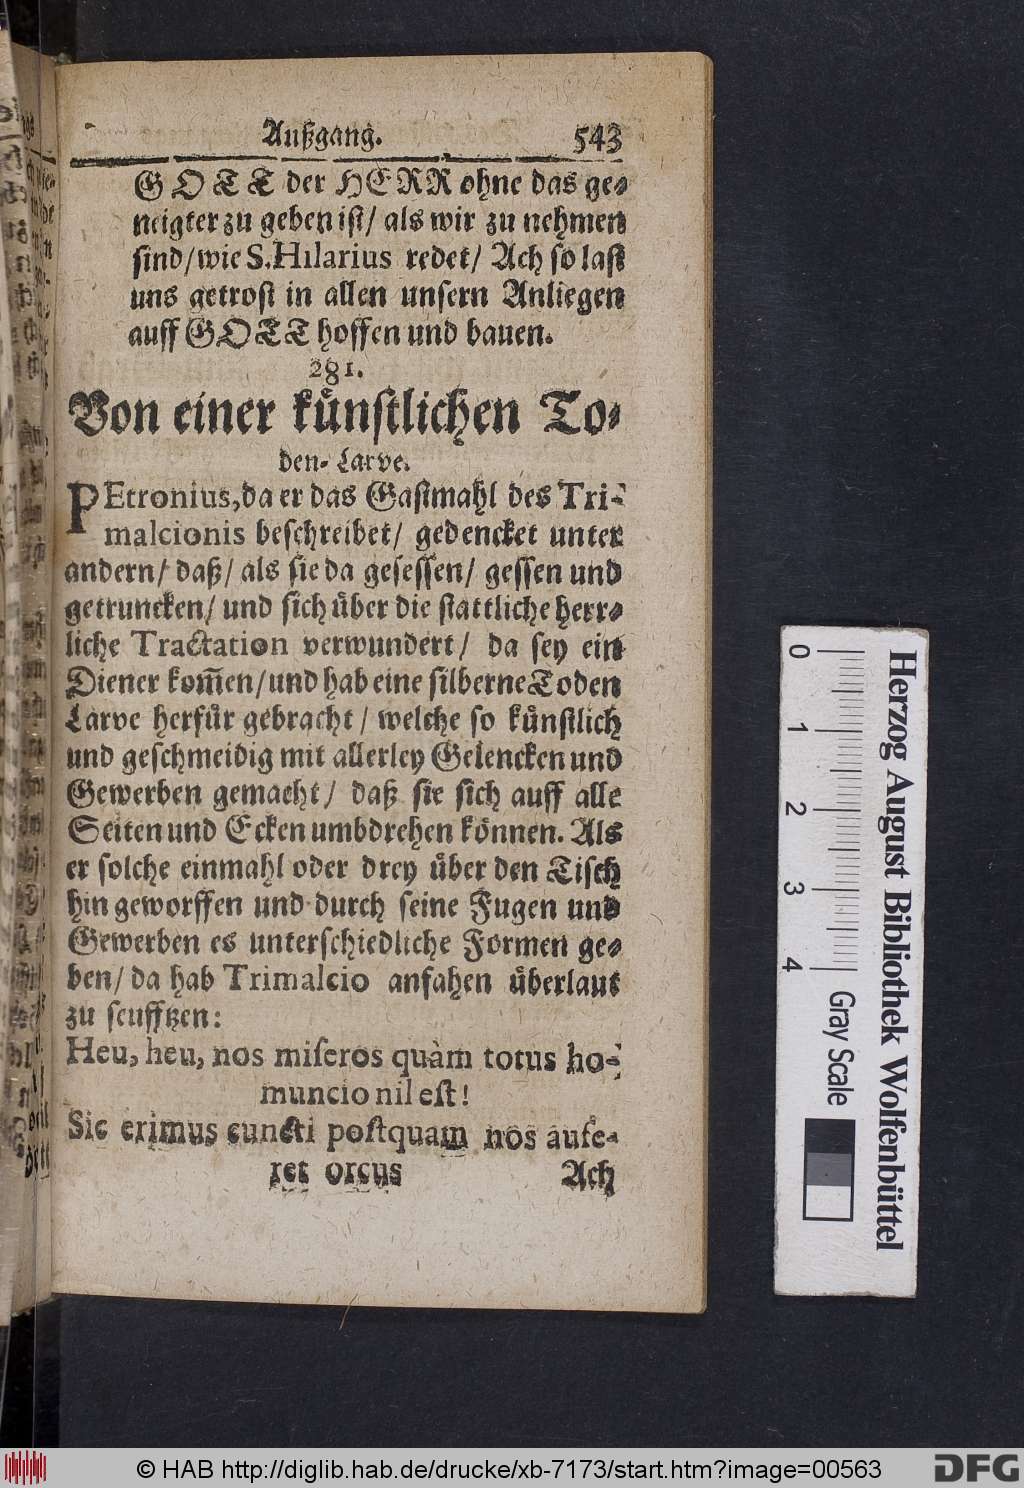 Außgang. 543
GOTT der HERR ohne das ge-
neigter zu geben ist/ als wir zu nehmen
sind/ wie S. Hilarius redet/ Ach so last
uns getrost in allen unsern Anliegen
auff GOTT hoffen und bauen.
281.
Von einer künstlichen To-
den-Larve.
PEtronius, da er das Gastmahl des Tri-
malcionis beschreibet/ gedencket unter
andern/ daß/ als sie da gesessen/ gessen und
getruncken/ und sich über die stattliche herr-
liche Tractation verwundert/ da sey ein
Diener kom̃en/ und hab eine silberne Toden
Larve herfür gebracht/ welche so künstlich
und geschmeidig mit allerley Gelencken und
Gewerben gemacht/ daß sie sich auff alle
Seiten und Ecken umbdrehen können. Als
er solche einmahl oder drey über den Tisch
hin geworffen und durch seine Fugen und
Gewerben es unterschiedliche Formen ge-
ben/ da hab Trimalcio anfahen überlaut
zu seufftzen:
Heu, heu, nos miseros quàm totus ho-
muncio nil est!
Sic erimus cuncti postquam nos aufe-
ret orcus
Ach
0 1 2 3 4
Gray Scale
Herzog August Bibliothek Wolfenbüttel
© HAB http://diglib.hab.de/drucke/xb-7173/start.htm?image=00563
DFG